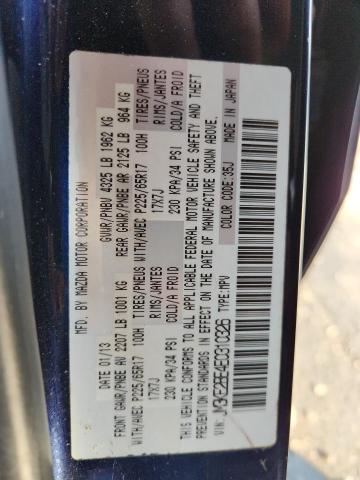 MFD. BY MAZDA MOTOR CORPORATION
DATE: 01/13 GVWR/PNBV 4325 LB 1962 KG
FRONT GAWR/PNBE AV 2207 LB 1001 KG REAR GAWR/PNBE AR 2125 LB 964 KG
WITH/AVEC P225/65R17 100H TIRES/PNEUS WITH/AVEC P225/65R17 100H TIRES/PNEUS
17X7J RIMS/JANTES 17X7J RIMS/JANTES
230 KPA/34 PSI COLD/A FROID 230 KPA/34 PSI COLD/A FROID
THIS VEHICLE CONFORMS TO ALL APPLICABLE FEDERAL MOTOR VEHICLE SAFETY AND THEFT
PREVENTION STANDARDS IN EFFECT ON THE DATE OF MANUFACTURE SHOWN ABOVE.
VIN: TYPE:MPV COLOR CODE:35J MADE IN JAPAN